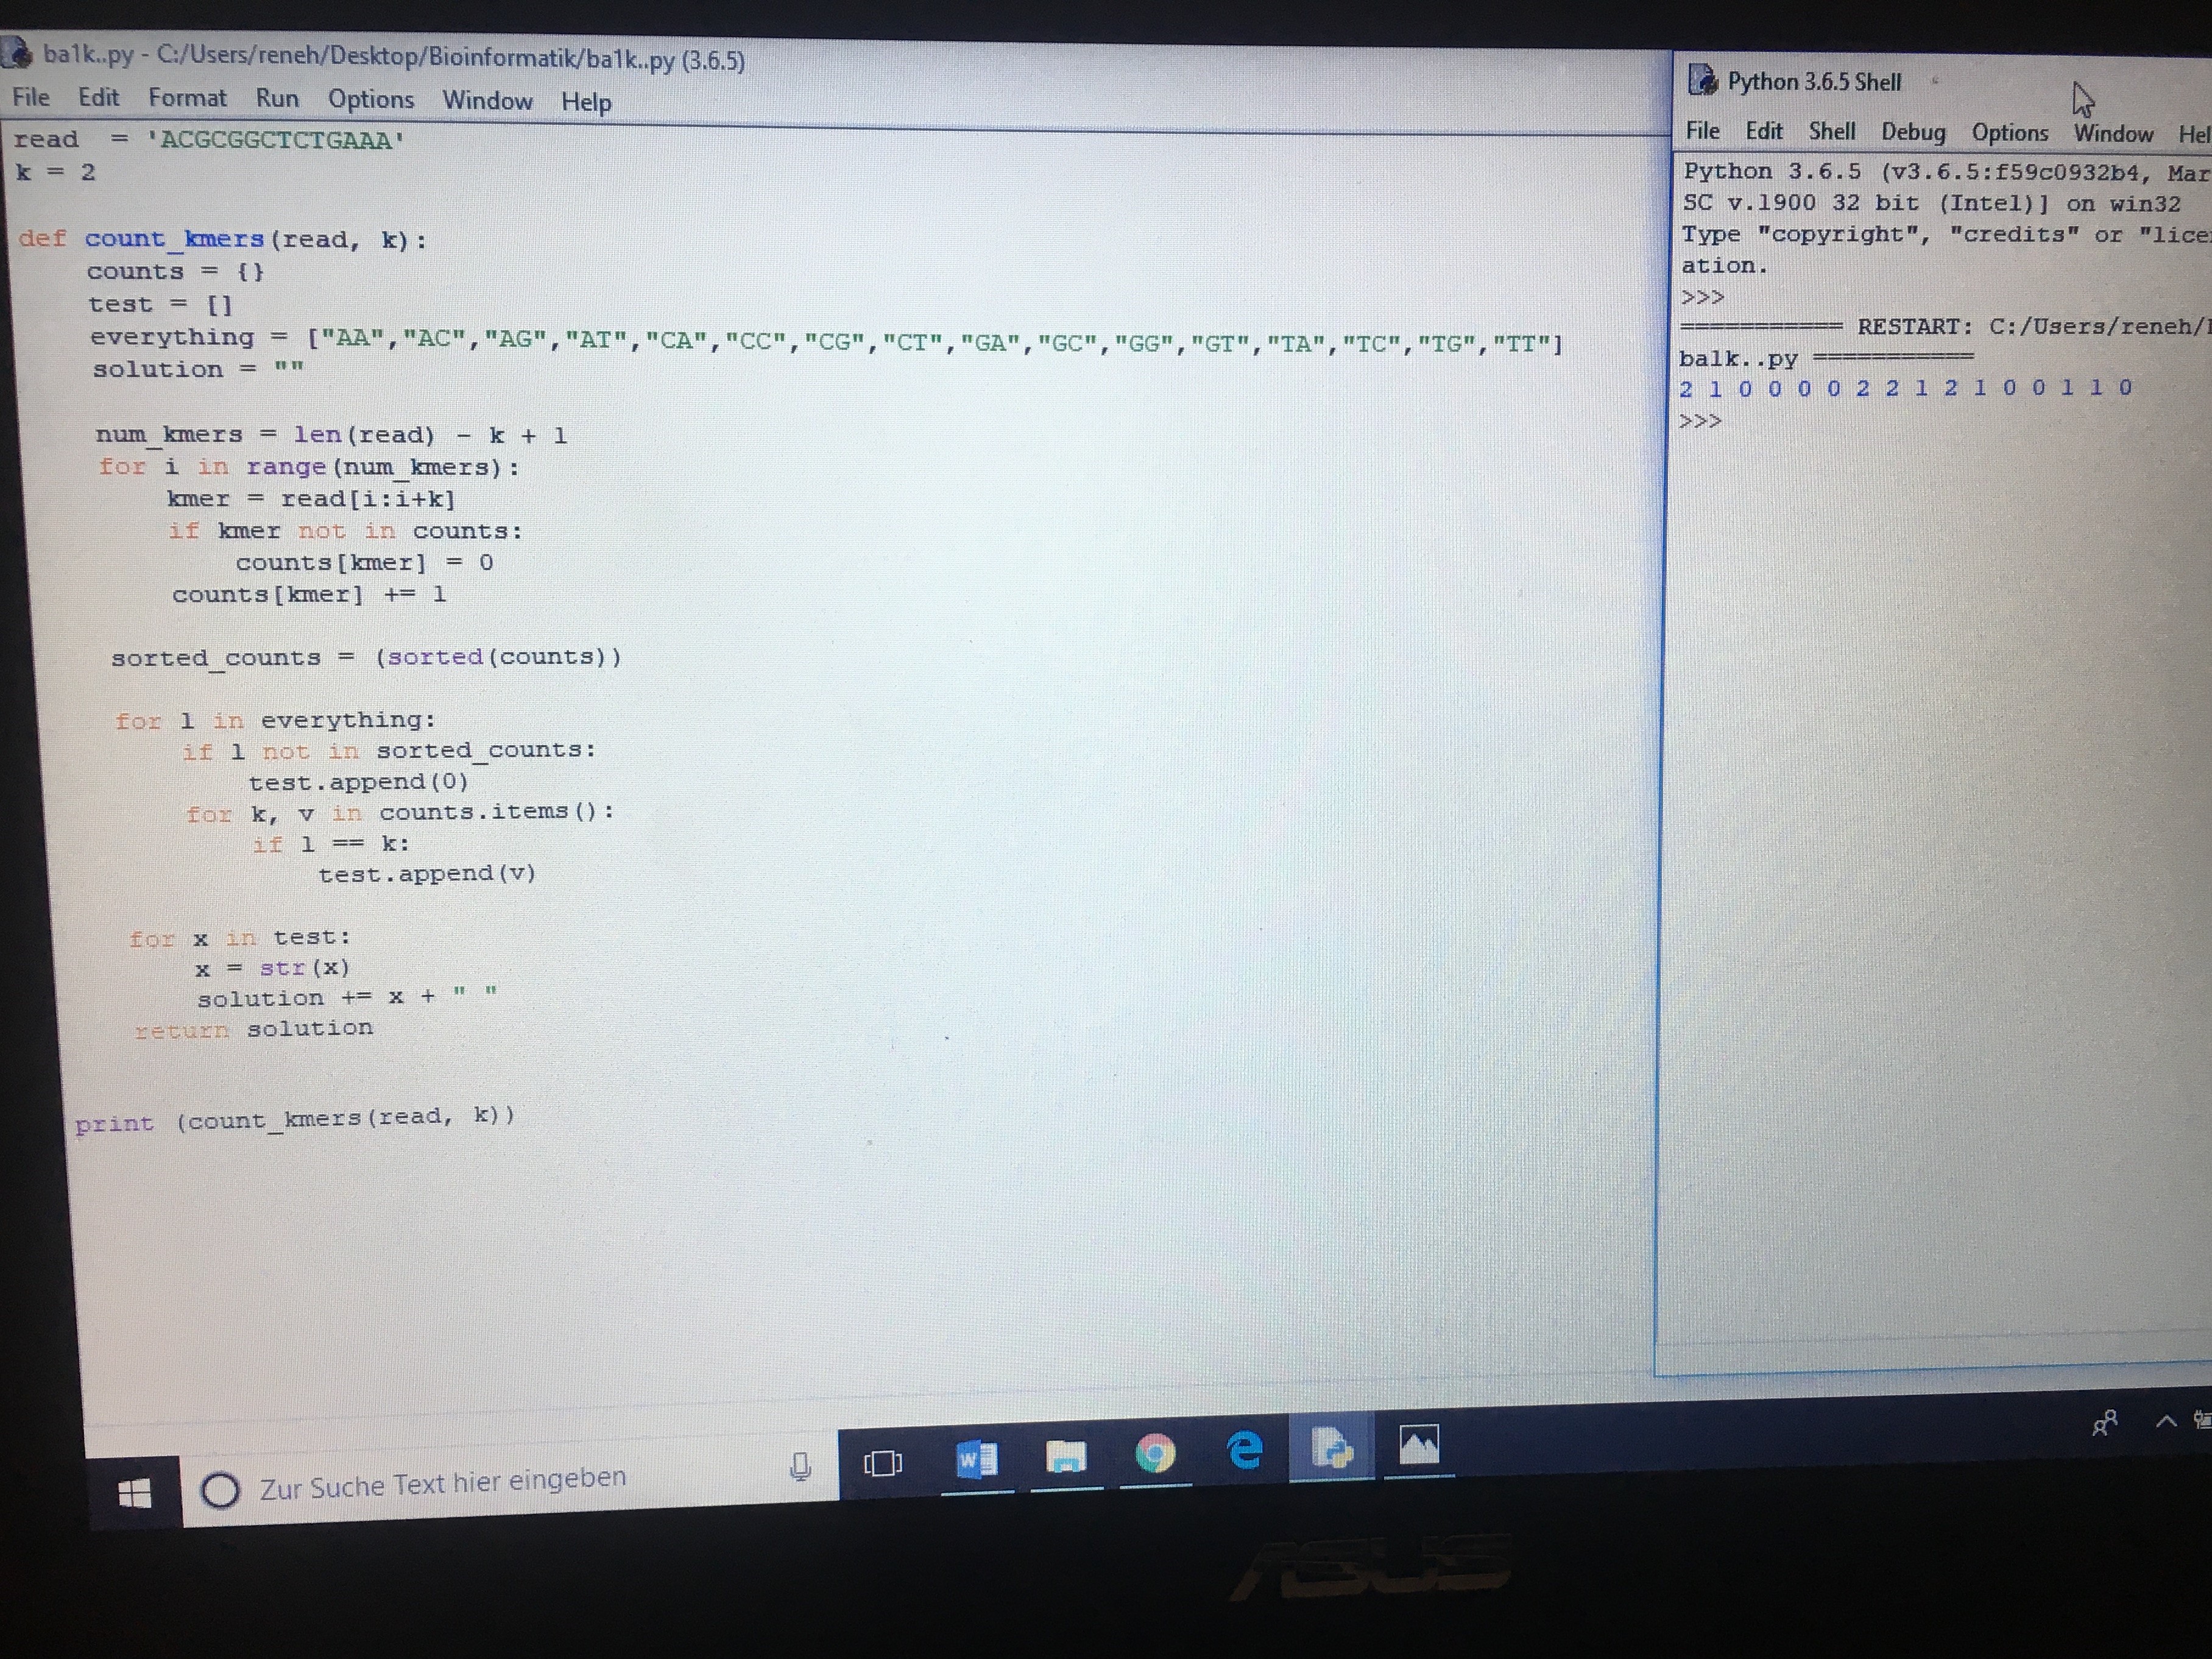 ba1k..py - C:/Users/reneh/Desktop/Bioinformatik/ba1k..py (3.6.5)
File Edit Format Run Options Window Help
read  = 'ACGCGGCTCTGAAA'
k = 2
def count_kmers(read, k):
counts = {}
test = []
everything = ["AA","AC","AG","AT","CA","CC","CG","CT","GA","GC","GG","GT","TA","TC","TG","TT"]
solution = ""
num_kmers = len(read) - k + 1
for i in range(num_kmers):
kmer = read[i:i+k]
if kmer not in counts:
counts[kmer] = 0
counts[kmer] += 1
sorted_counts = (sorted(counts))
for l in everything:
if l not in sorted_counts:
test.append(0)
for k, v in counts.items():
if l == k:
test.append(v)
for x in test:
x = str(x)
solution += x + " "
return solution
print (count_kmers(read, k))
Python 3.6.5 Shell
File Edit Shell Debug Options Window Hel
Python 3.6.5 (v3.6.5:f59c0932b4, Mar
SC v.1900 32 bit (Intel)] on win32
Type "copyright", "credits" or "lice
ation.
>>>
=========== RESTART: C:/Users/reneh/
ba1k..py ===========
2 1 0 0 0 0 2 2 1 2 1 0 0 1 1 0
>>>
Zur Suche Text hier eingeben
W
ASUS